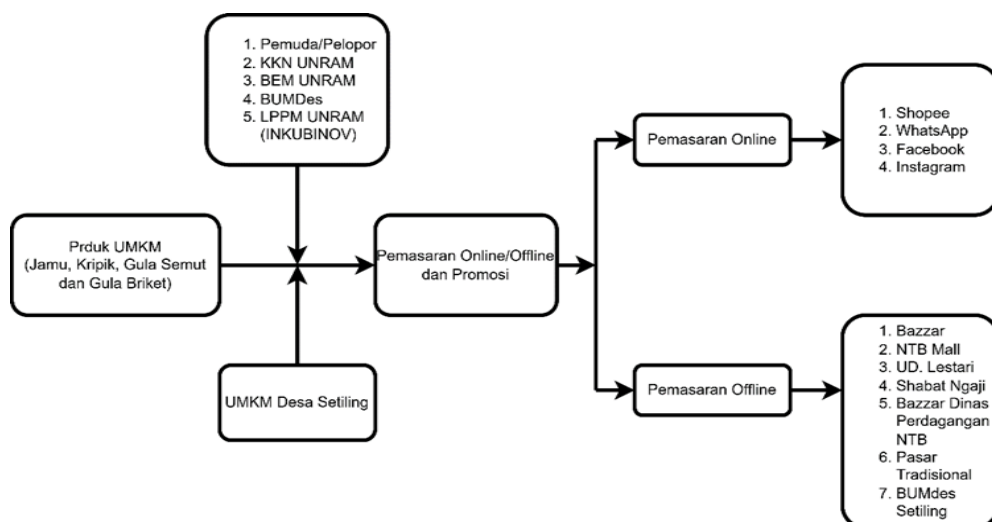 1. Pemuda/Pelopor
2. KKN UNRAM
3. BEM UNRAM
4. BUMDes
5. LPPM UNRAM
(INKUBINOV)
Prduk UMKM
(Jamu, Kripik, Gula Semut
dan Gula Briket)
UMKM Desa Setiling
Pemasaran Online/Offline
dan Promosi
Pemasaran Online
1. Shopee
2. WhatsApp
3. Facebook
4. Instagram
Pemasaran Offline
1. Bazzar
2. NTB Mall
3. UD. Lestari
4. Shabat Ngaji
5. Bazzar Dinas
Perdagangan
NTB
6. Pasar
Tradisional
7. BUMdes
Setiling